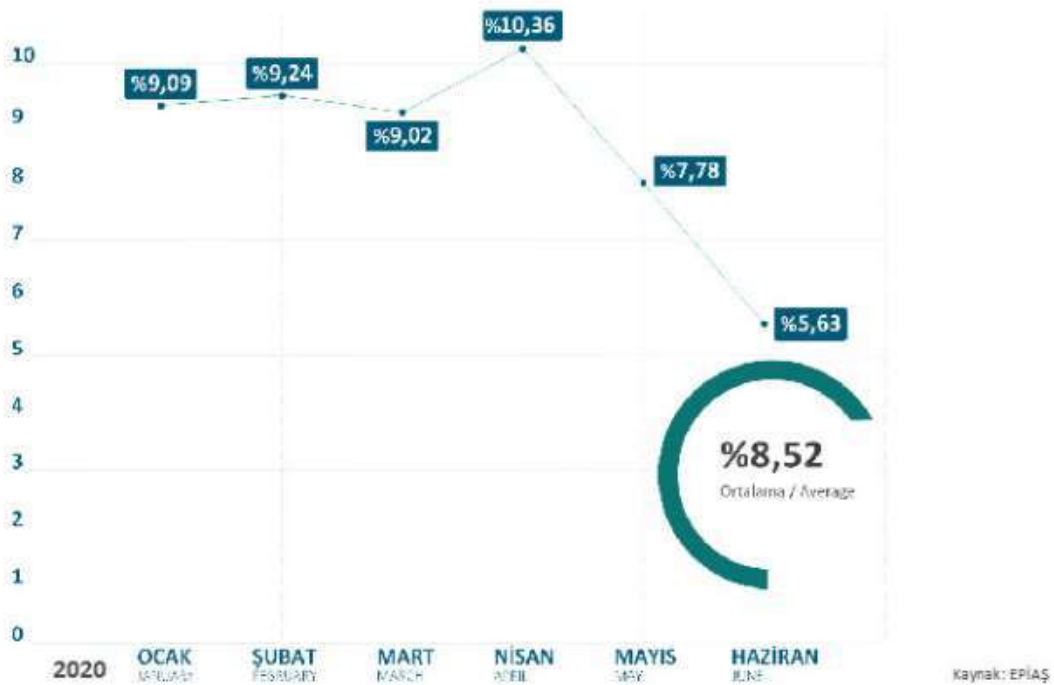 %10,36
10
%9,09
%9,24
9
%9,02
8
%7,78
7
6
%5,63
5
4
%8,52
3
Ortalama / Average
2
1
0
2020
OCAK
ŞUBAT
MART
NİSAN
MAYIS
HAZİRAN
JANUARY
FEBRUARY
MARCH
APRIL
MAY
JUNE
Kaynak: EPİAŞ